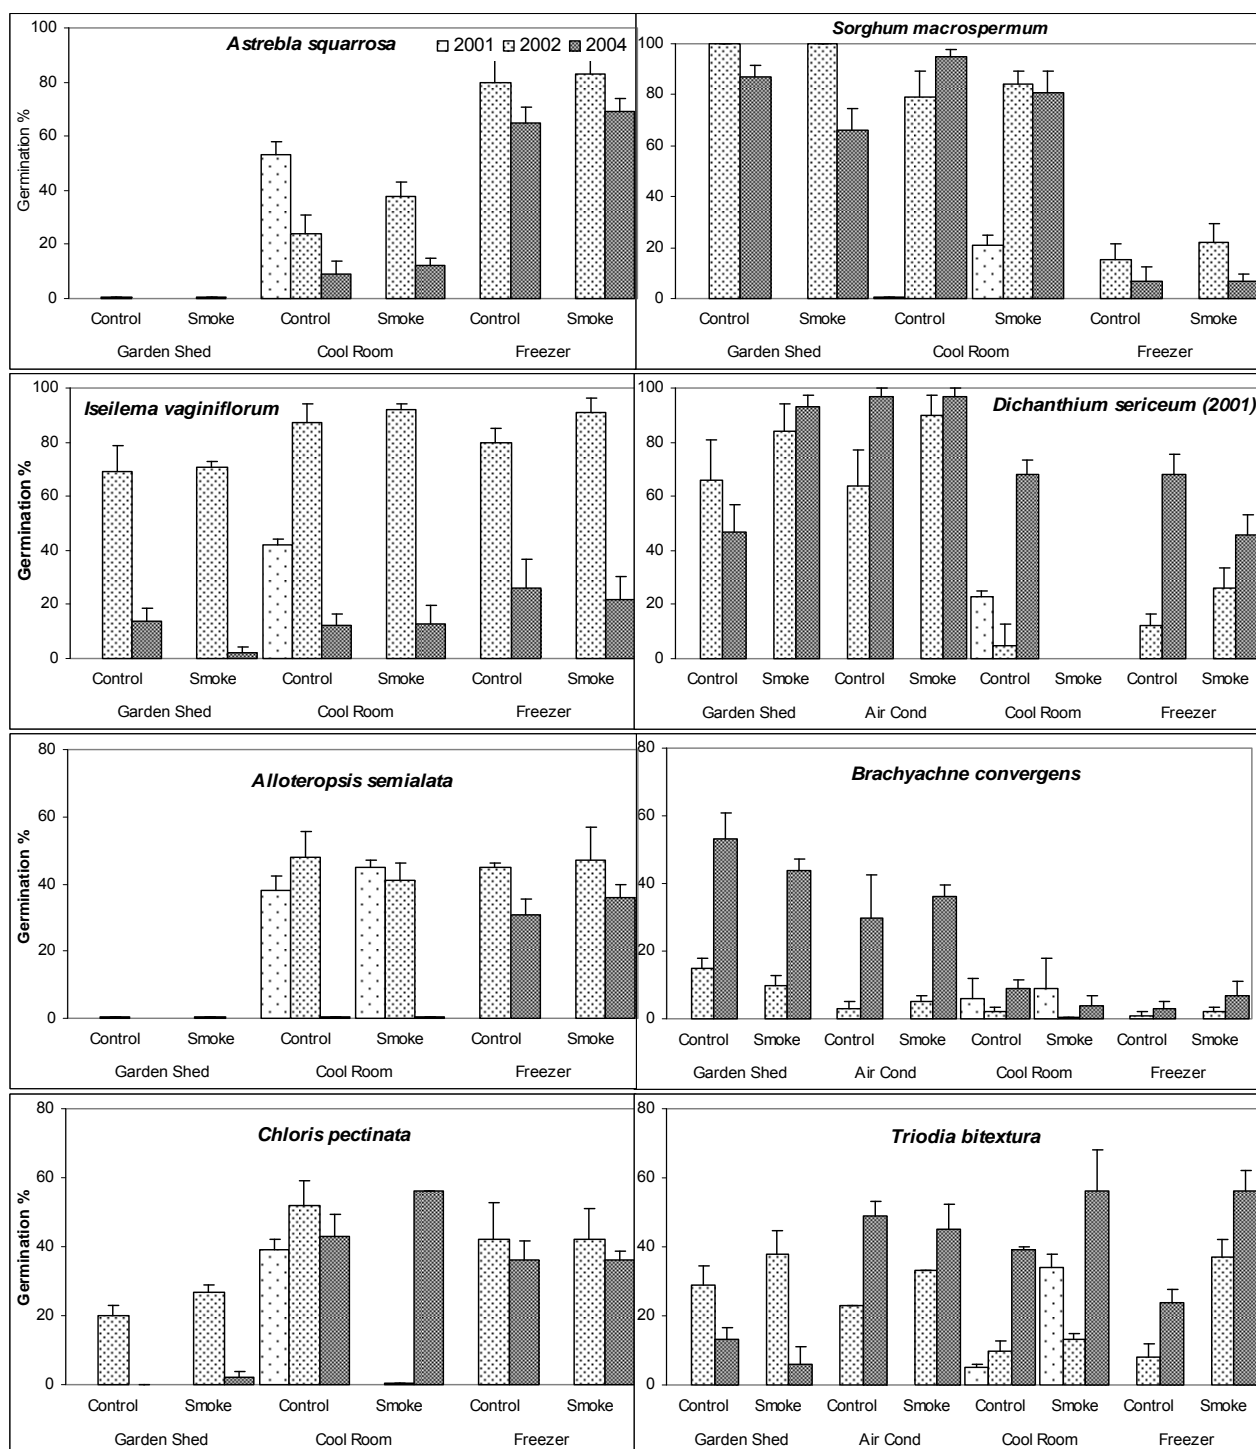 Astrebla squarrosa
2001 2002 2004
Germination %
100
80
60
40
20
0
Control Smoke Control Smoke Control Smoke
Garden Shed Cool Room Freezer
Sorghum macrospermum
100
80
60
40
20
0
Control Smoke Control Smoke Control Smoke
Garden Shed Cool Room Freezer
Iseilema vaginiflorum
Germination %
100
80
60
40
20
0
Control Smoke Control Smoke Control Smoke
Garden Shed Cool Room Freezer
Dichanthium sericeum (2001)
100
80
60
40
20
0
Control Smoke Control Smoke Control Smoke Control Smoke
Garden Shed Air Cond Cool Room Freezer
Alloteropsis semialata
Germination %
80
60
40
20
0
Control Smoke Control Smoke Control Smoke
Garden Shed Cool Room Freezer
Brachyachne convergens
80
60
40
20
0
Control Smoke Control Smoke Control Smoke Control Smoke
Garden Shed Air Cond Cool Room Freezer
Chloris pectinata
Germination %
80
60
40
20
0
Control Smoke Control Smoke Control Smoke
Garden Shed Cool Room Freezer
Triodia bitextura
80
60
40
20
0
Control Smoke Control Smoke Control Smoke Control Smoke
Garden Shed Air Cond Cool Room Freezer